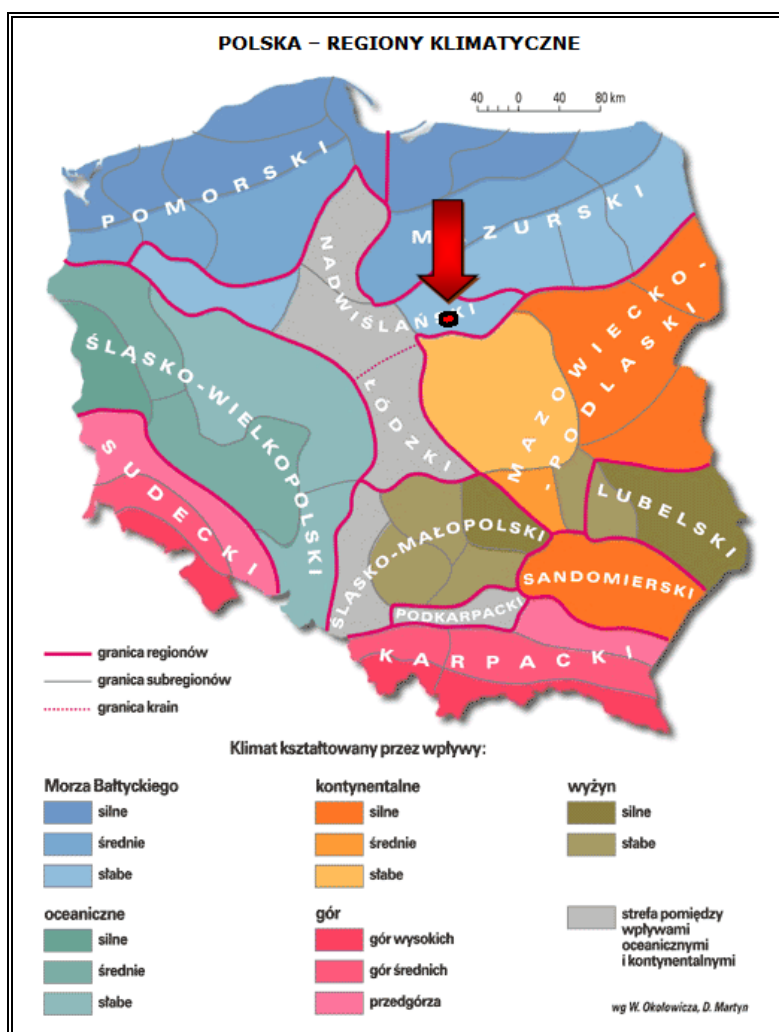 POLSKA – REGIONY KLIMATYCZNE
40 0 40 80 km
POMORSKI
MAZURSKI
NADWIŚLAŃSKI
MAZOWIECKO-
-PODLASKI
ŚLĄSKO-WIELKOPOLSKI
ŁÓDZKI
SUDECKI
LUBELSKI
ŚLĄSKO-MAŁOPOLSKI
SANDOMIERSKI
PODKARPACKI
KARPACKI
granica regionów
granica subregionów
granica krain
Klimat kształtowany przez wpływy:
Morza Bałtyckiego
silne
średnie
słabe
kontynentalne
silne
średnie
słabe
wyżyn
silne
słabe
oceaniczne
silne
średnie
słabe
gór
gór wysokich
gór średnich
przedgórza
strefa pomiędzy
wpływami
oceanicznymi
i kontynentalnymi
wg W. Okołowicza, D. Martyn